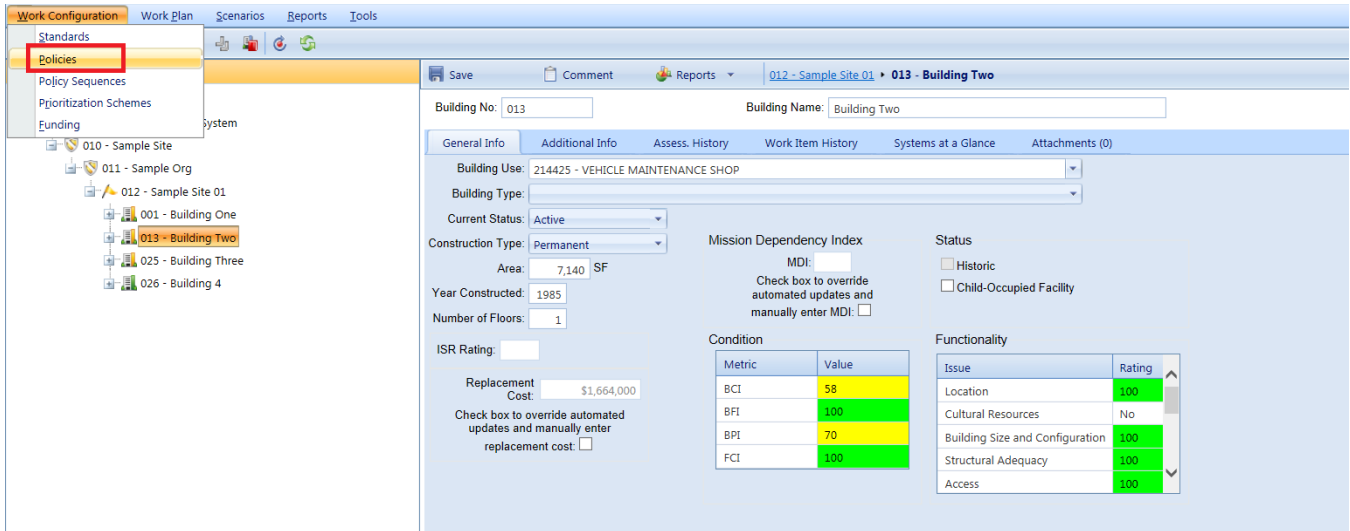 Work Configuration Work Plan Scenarios Reports Tools
Standards
Policies
Policy Sequences
Prioritization Schemes
Funding
System
010 - Sample Site
011 - Sample Org
012 - Sample Site 01
001 - Building One
013 - Building Two
025 - Building Three
026 - Building 4
Save Comment Reports 012 - Sample Site 01 013 - Building Two
Building No: 013 Building Name: Building Two
General Info Additional Info Assess. History Work Item History Systems at a Glance Attachments (0)
Building Use: 214425 - VEHICLE MAINTENANCE SHOP
Building Type:
Current Status: Active
Construction Type: Permanent
Area: 7,140 SF
Year Constructed: 1985
Number of Floors: 1
ISR Rating:
Replacement Cost: $1,664,000
Check box to override automated
updates and manually enter
replacement cost:
Mission Dependency Index
MDI:
Check box to override
automated updates and
manually enter MDI:
Status
Historic
Child-Occupied Facility
Condition
Metric Value
BCI 58
BFI 100
BPI 70
FCI 100
Functionality
Issue Rating
Location 100
Cultural Resources No
Building Size and Configuration 100
Structural Adequacy 100
Access 100